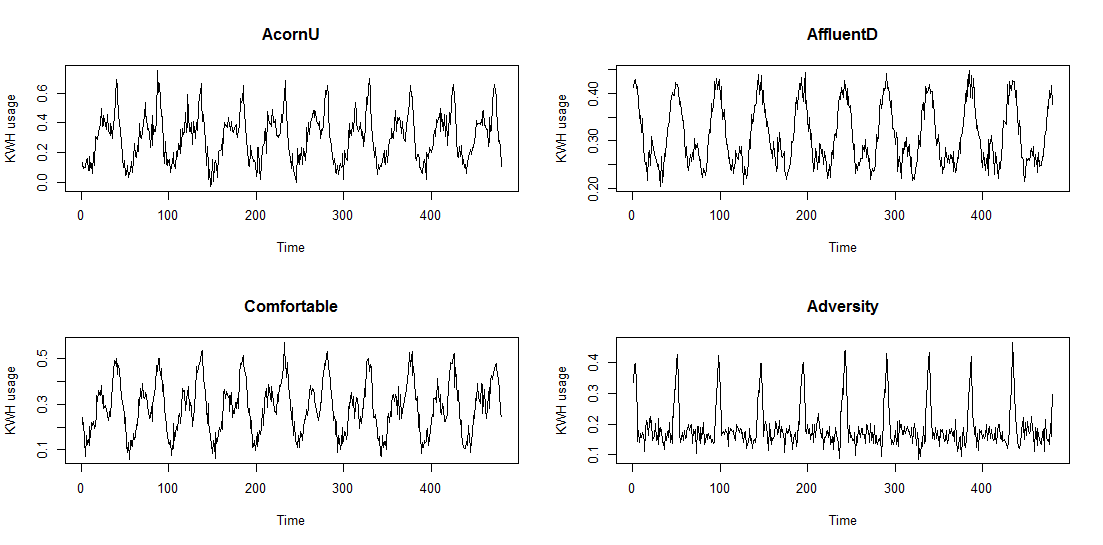 AcornU
KWH usage
0.0 0.2 0.4 0.6
0 100 200 300 400
Time
AffluentD
KWH usage
0.20 0.30 0.40
0 100 200 300 400
Time
Comfortable
KWH usage
0.1 0.3 0.5
0 100 200 300 400
Time
Adversity
KWH usage
0.1 0.2 0.3 0.4
0 100 200 300 400
Time